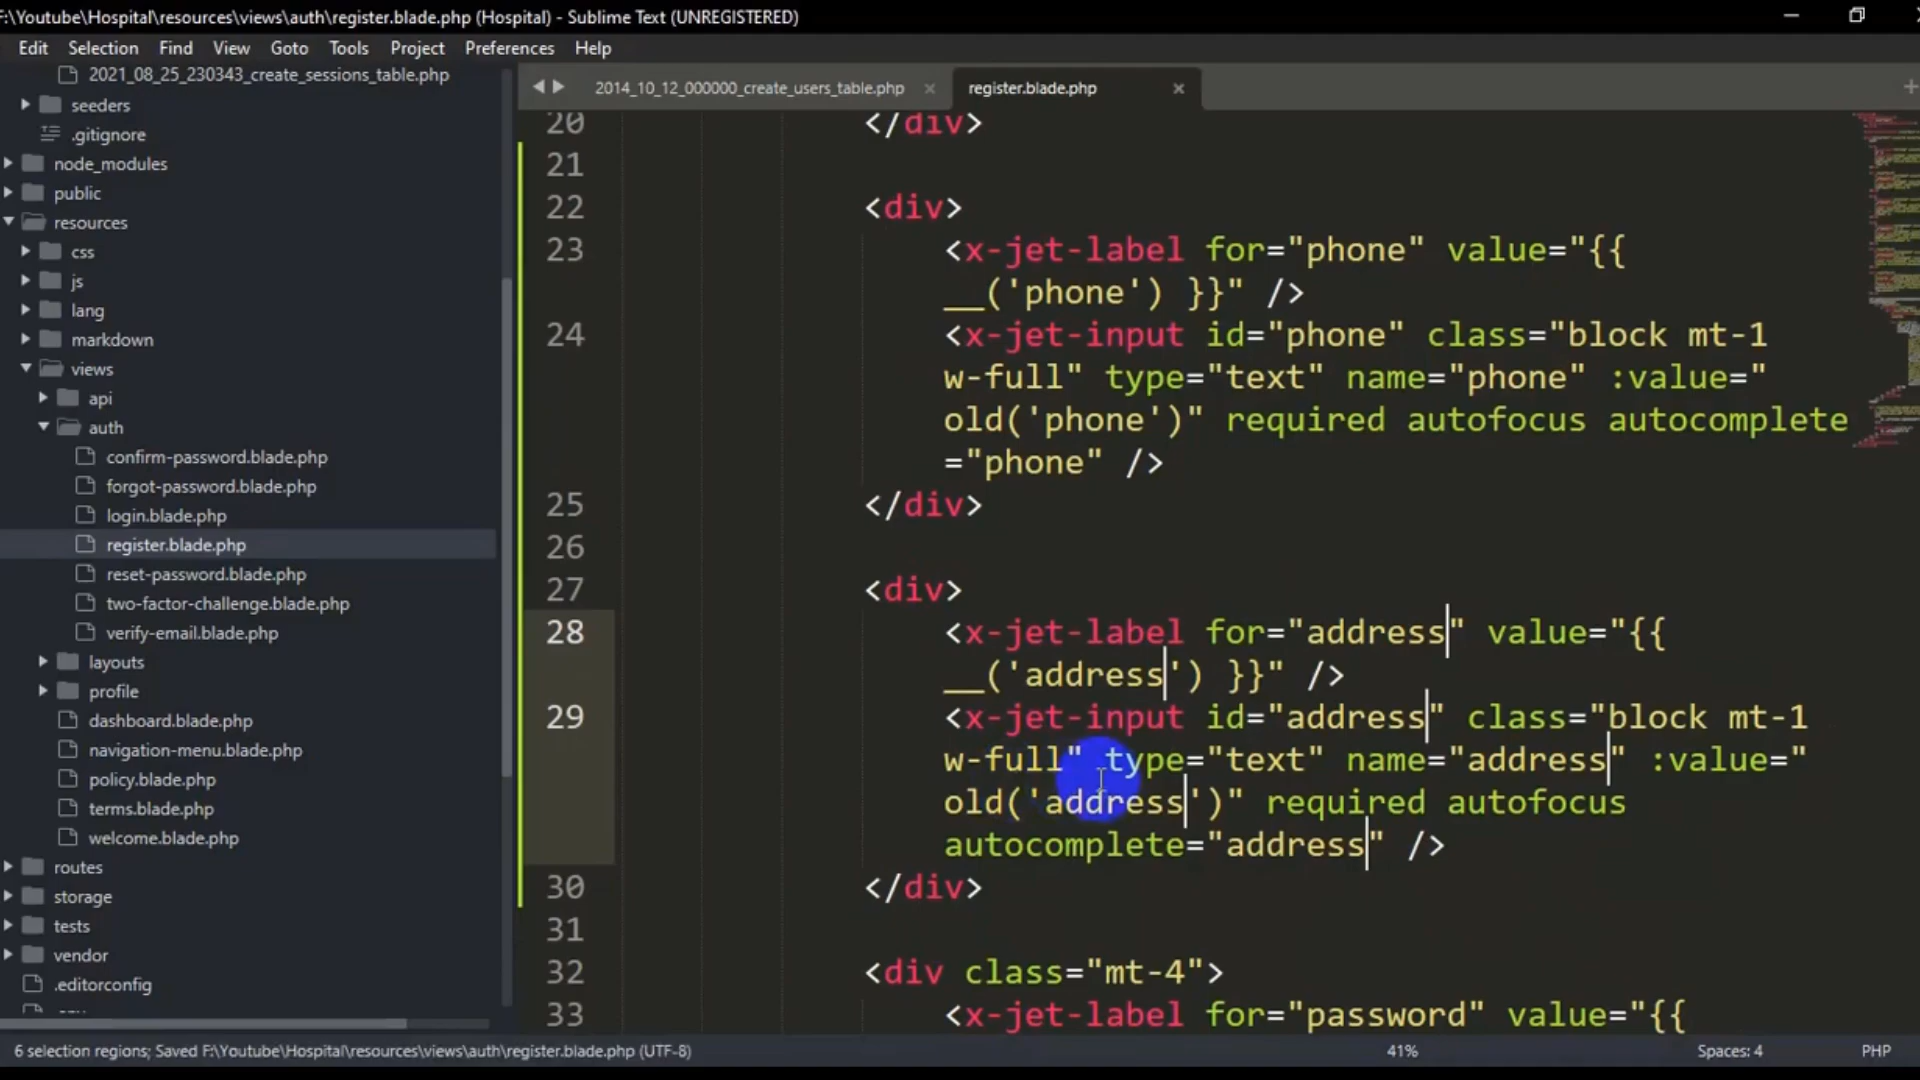 F:\Youtube\Hospital\resources\views\auth\register.blade.php (Hospital) - Sublime Text (UNREGISTERED)
Edit Selection Find View Goto Tools Project Preferences Help
2021_08_25_230343_create_sessions_table.php
seeders
.gitignore
node_modules
public
resources
css
js
lang
markdown
views
api
auth
confirm-password.blade.php
forgot-password.blade.php
login.blade.php
register.blade.php
reset-password.blade.php
two-factor-challenge.blade.php
verify-email.blade.php
layouts
profile
dashboard.blade.php
navigation-menu.blade.php
policy.blade.php
terms.blade.php
welcome.blade.php
routes
storage
tests
vendor
.editorconfig
2014_10_12_000000_create_users_table.php × register.blade.php × +
20 </div>
21
22 <div>
23 <x-jet-label for="phone" value="{{
__('phone') }}" />
24 <x-jet-input id="phone" class="block mt-1
w-full" type="text" name="phone" :value="
old('phone')" required autofocus autocomplete
="phone" />
25 </div>
26
27 <div>
28 <x-jet-label for="address" value="{{
__('address') }}" />
29 <x-jet-input id="address" class="block mt-1
w-full" type="text" name="address" :value="
old('address')" required autofocus
autocomplete="address" />
30 </div>
31
32 <div class="mt-4">
33 <x-jet-label for="password" value="{{
6 selection regions; Saved F:\Youtube\Hospital\resources\views\auth\register.blade.php (UTF-8) 41% Spaces: 4 PHP